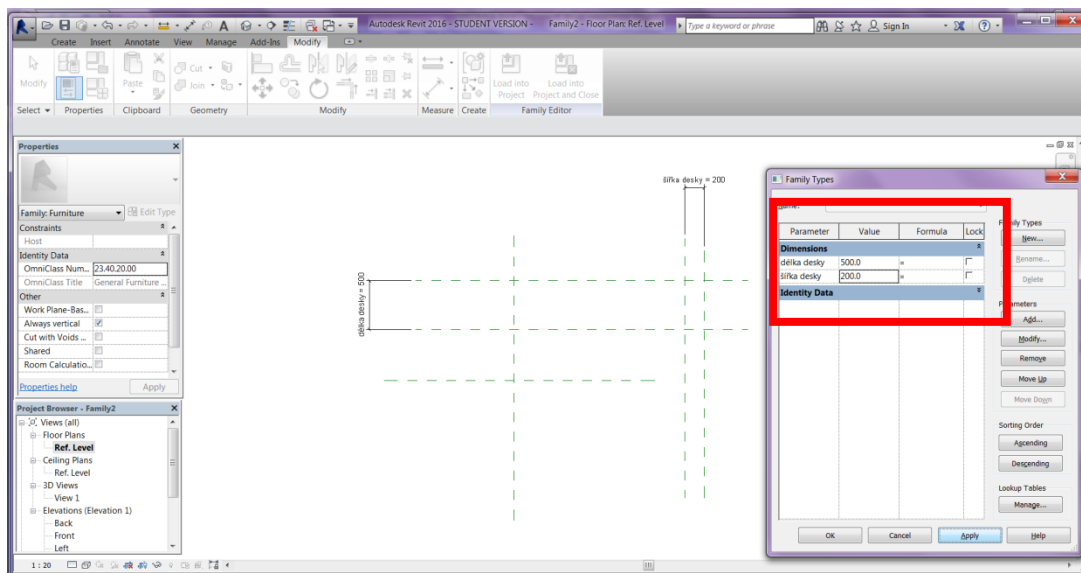 Autodesk Revit 2016 - STUDENT VERSION - Family2 - Floor Plan: Ref. Level
Type a keyword or phrase
Sign In
Create Insert Annotate View Manage Add-Ins Modify
Modify
Paste
Cut
Join
Load into Project
Load into Project and Close
Select Properties Clipboard Geometry Modify Measure Create Family Editor
Properties
Family: Furniture
Edit Type
Constraints
Host
Identity Data
OmniClass Num... 23.40.20.00
OmniClass Title General Furniture ...
Other
Work Plane-Bas...
Always vertical
Cut with Voids ...
Shared
Room Calculatio...
Properties help
Apply
Project Browser - Family2
Views (all)
Floor Plans
Ref. Level
Ceiling Plans
Ref. Level
3D Views
View 1
Elevations (Elevation 1)
Back
Front
Left
1 : 20
šířka desky = 200
délka desky = 500
Family Types
Name:
Parameter Value Formula Lock
Dimensions
délka desky 500.0 =
šířka desky 200.0 =
Identity Data
Family Types
New...
Rename...
Delete
Parameters
Add...
Modify...
Remove
Move Up
Move Down
Sorting Order
Ascending
Descending
Lookup Tables
Manage...
OK Cancel Apply Help